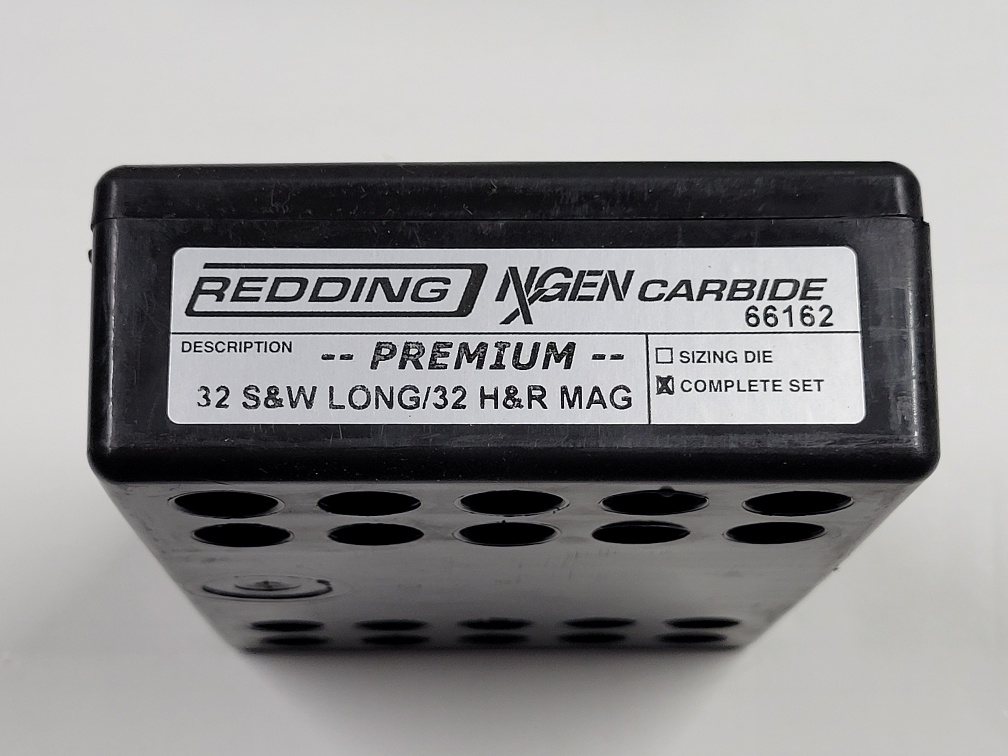 REDDING NXGEN CARBIDE
66162
DESCRIPTION -- PREMIUM --
32 S&W LONG/32 H&R MAG
☐ SIZING DIE
☒ COMPLETE SET